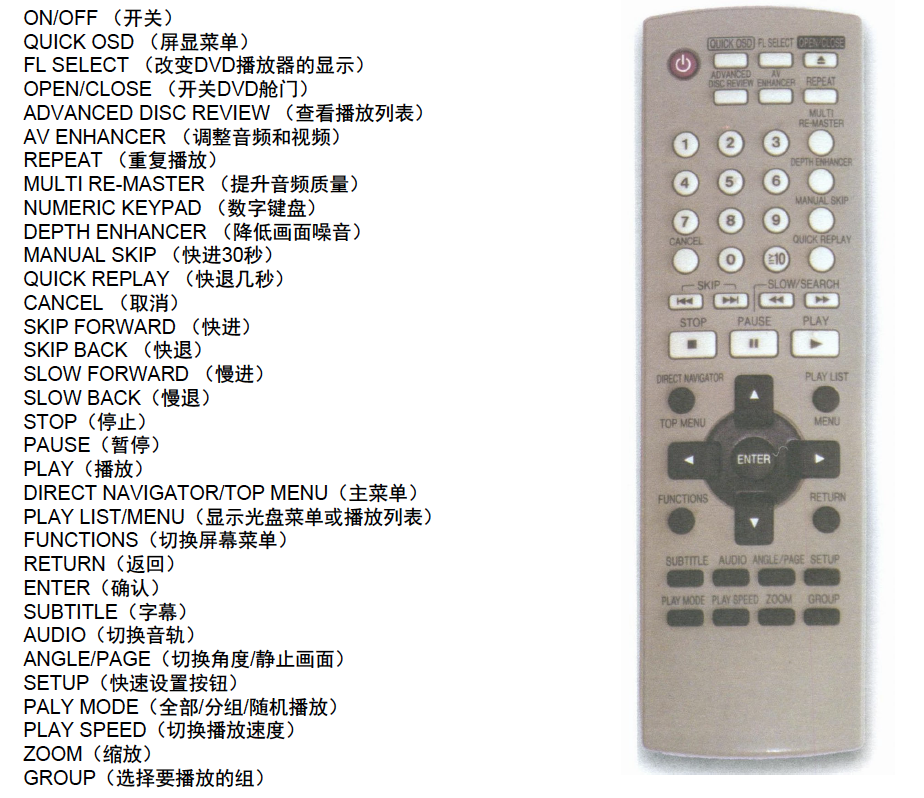 ON/OFF （开关）
QUICK OSD （屏显菜单）
FL SELECT （改变DVD播放器的显示）
OPEN/CLOSE （开关DVD舱门）
ADVANCED DISC REVIEW （查看播放列表）
AV ENHANCER （调整音频和视频）
REPEAT （重复播放）
MULTI RE-MASTER （提升音频质量）
NUMERIC KEYPAD （数字键盘）
DEPTH ENHANCER （降低画面噪音）
MANUAL SKIP （快进30秒）
QUICK REPLAY （快退几秒）
CANCEL （取消）
SKIP FORWARD （快进）
SKIP BACK （快退）
SLOW FORWARD （慢进）
SLOW BACK（慢退）
STOP（停止）
PAUSE（暂停）
PLAY（播放）
DIRECT NAVIGATOR/TOP MENU（主菜单）
PLAY LIST/MENU（显示光盘菜单或播放列表）
FUNCTIONS（切换屏幕菜单）
RETURN（返回）
ENTER（确认）
SUBTITLE（字幕）
AUDIO（切换音轨）
ANGLE/PAGE（切换角度/静止画面）
SETUP（快速设置按钮）
PALY MODE（全部/分组/随机播放）
PLAY SPEED（切换播放速度）
ZOOM（缩放）
GROUP（选择要播放的组）
QUICK OSD FL SELECT OPEN/CLOSE
ADVANCED DISC REVIEW AV ENHANCER REPEAT
MULTI RE-MASTER
1 2 3
DEPTH ENHANCER
4 5 6
MANUAL SKIP
7 8 9
CANCEL QUICK REPLAY
0 ≧10
SKIP SLOW/SEARCH
STOP PAUSE PLAY
DIRECT NAVIGATOR PLAY LIST
TOP MENU MENU
ENTER
FUNCTIONS RETURN
SUBTITLE AUDIO ANGLE/PAGE SETUP
PLAY MODE PLAY SPEED ZOOM GROUP